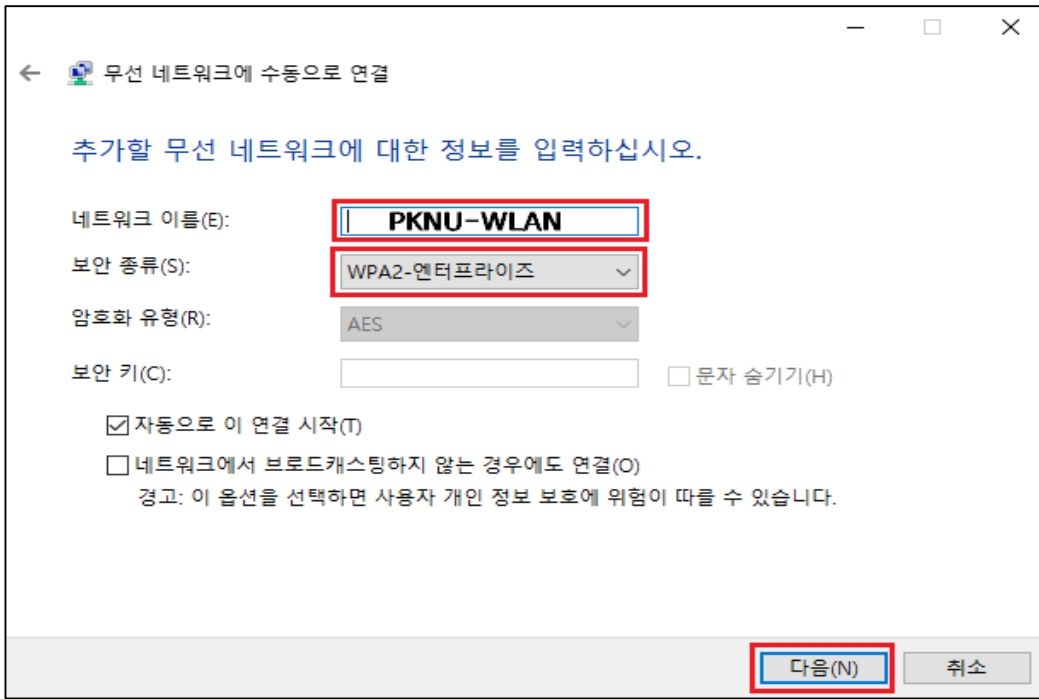 무선 네트워크에 수동으로 연결
추가할 무선 네트워크에 대한 정보를 입력하십시오.
네트워크 이름(E): PKNU-WLAN
보안 종류(S): WPA2-엔터프라이즈
암호화 유형(R): AES
보안 키(C): 문자 숨기기(H)
자동으로 이 연결 시작(T)
네트워크에서 브로드캐스팅하지 않는 경우에도 연결(O)
경고: 이 옵션을 선택하면 사용자 개인 정보 보호에 위험이 따를 수 있습니다.
다음(N) 취소